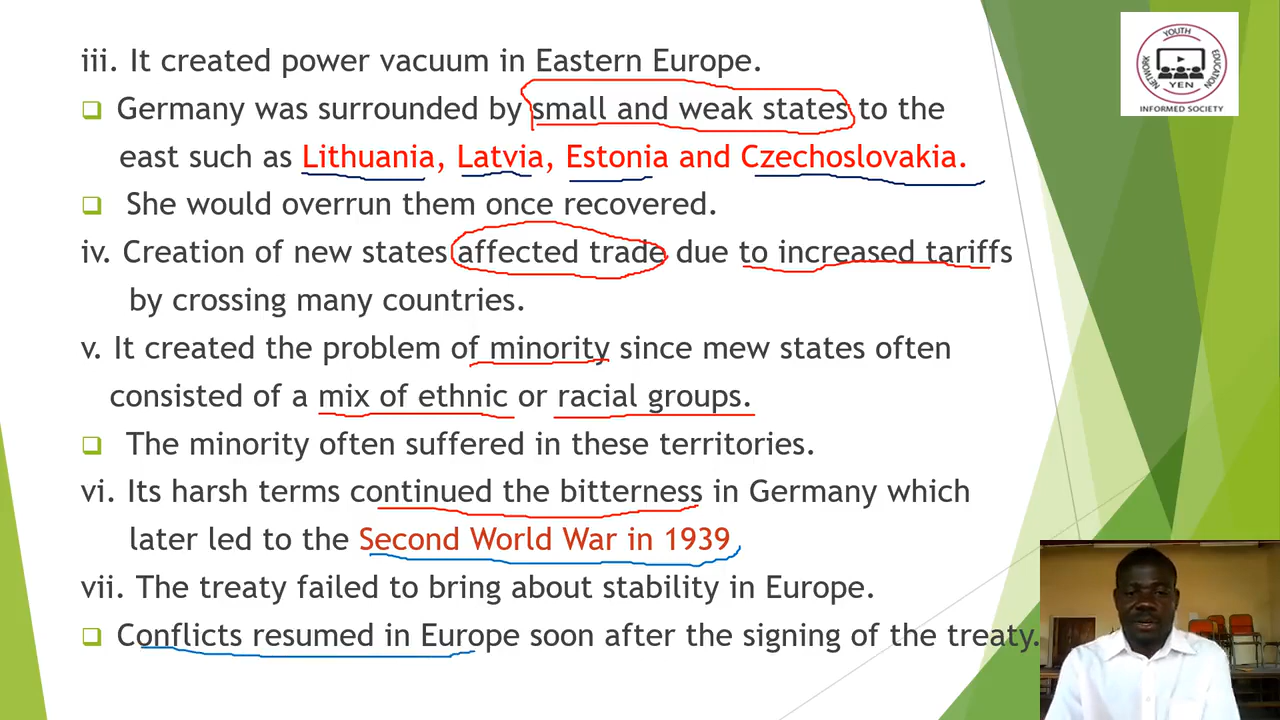 iii. It created power vacuum in Eastern Europe.
Germany was surrounded by small and weak states to the
east such as Lithuania, Latvia, Estonia and Czechoslovakia.
She would overrun them once recovered.
iv. Creation of new states affected trade due to increased tariffs
by crossing many countries.
v. It created the problem of minority since mew states often
consisted of a mix of ethnic or racial groups.
The minority often suffered in these territories.
vi. Its harsh terms continued the bitterness in Germany which
later led to the Second World War in 1939
vii. The treaty failed to bring about stability in Europe.
Conflicts resumed in Europe soon after the signing of the treaty.
YOUTH
EDUCATION
NETWORK
YEN
INFORMED SOCIETY